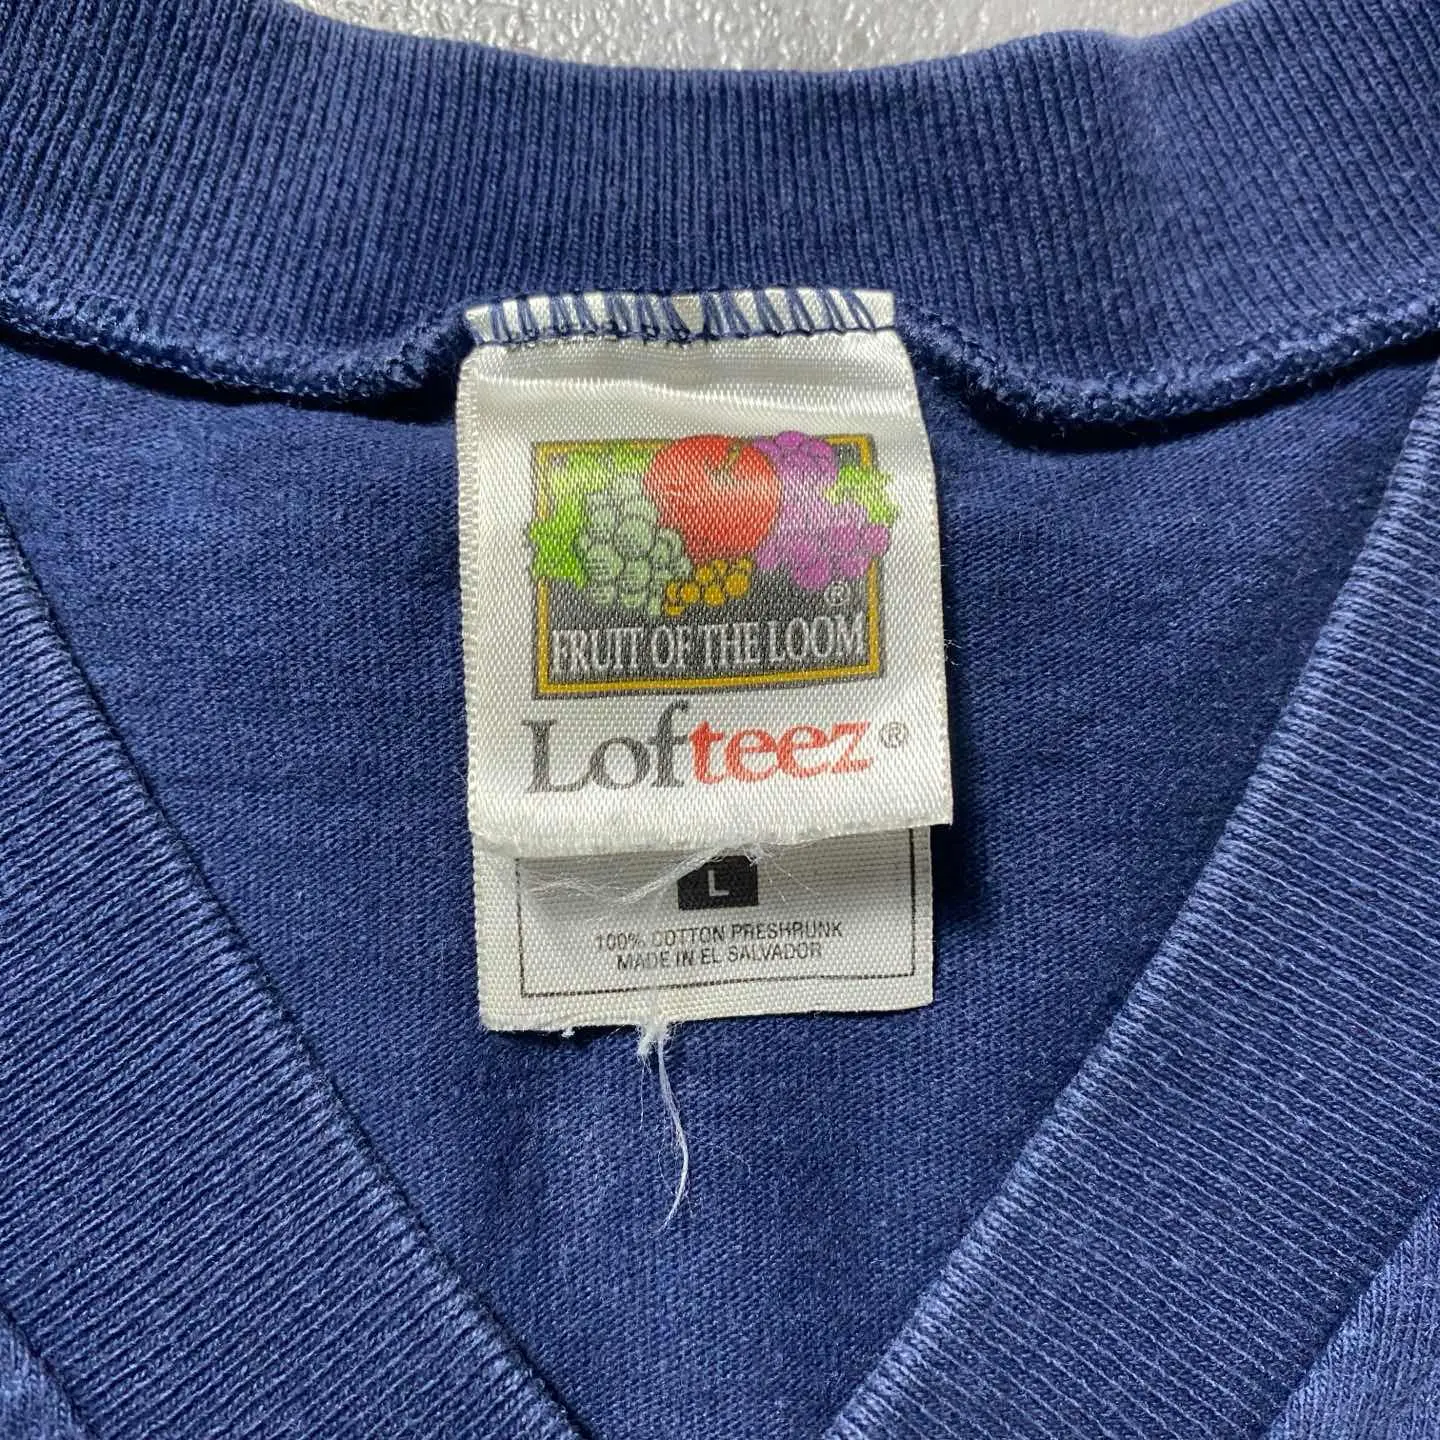 ®
FRUIT OF THE LOOM
Lofteez®
L
100% COTTON PRESHRUNK
MADE IN EL SALVADOR